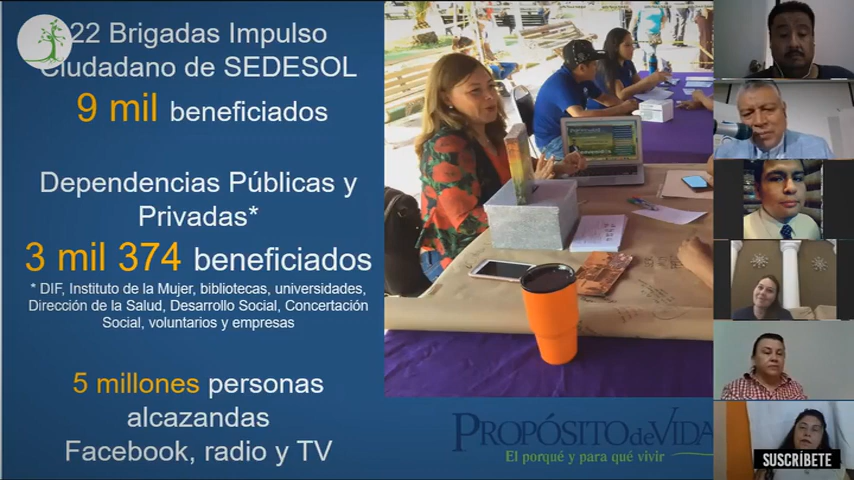 22 Brigadas Impulso
Ciudadano de SEDESOL
9 mil beneficiados
Dependencias Públicas y
Privadas*
3 mil 374 beneficiados
* DIF, Instituto de la Mujer, bibliotecas, universidades,
Dirección de la Salud, Desarrollo Social, Concertación
Social, voluntarios y empresas
5 millones personas
alcazandas
Facebook, radio y TV
PROPÓSITO de VIDA
El porqué y para qué vivir
SUSCRÍBETE